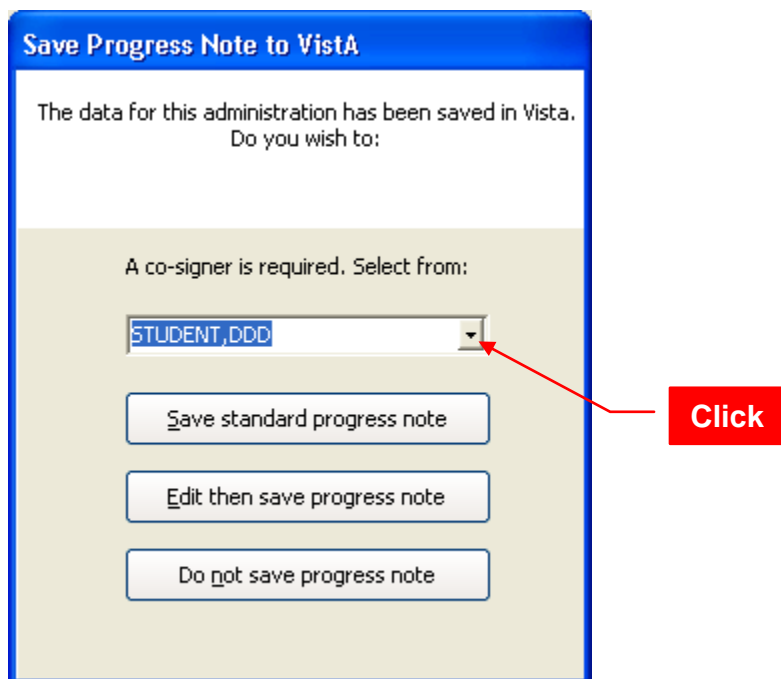 Save Progress Note to VistA
The data for this administration has been saved in Vista.
Do you wish to:
A co-signer is required. Select from:
STUDENT,DDD
Click
Save standard progress note
Edit then save progress note
Do not save progress note